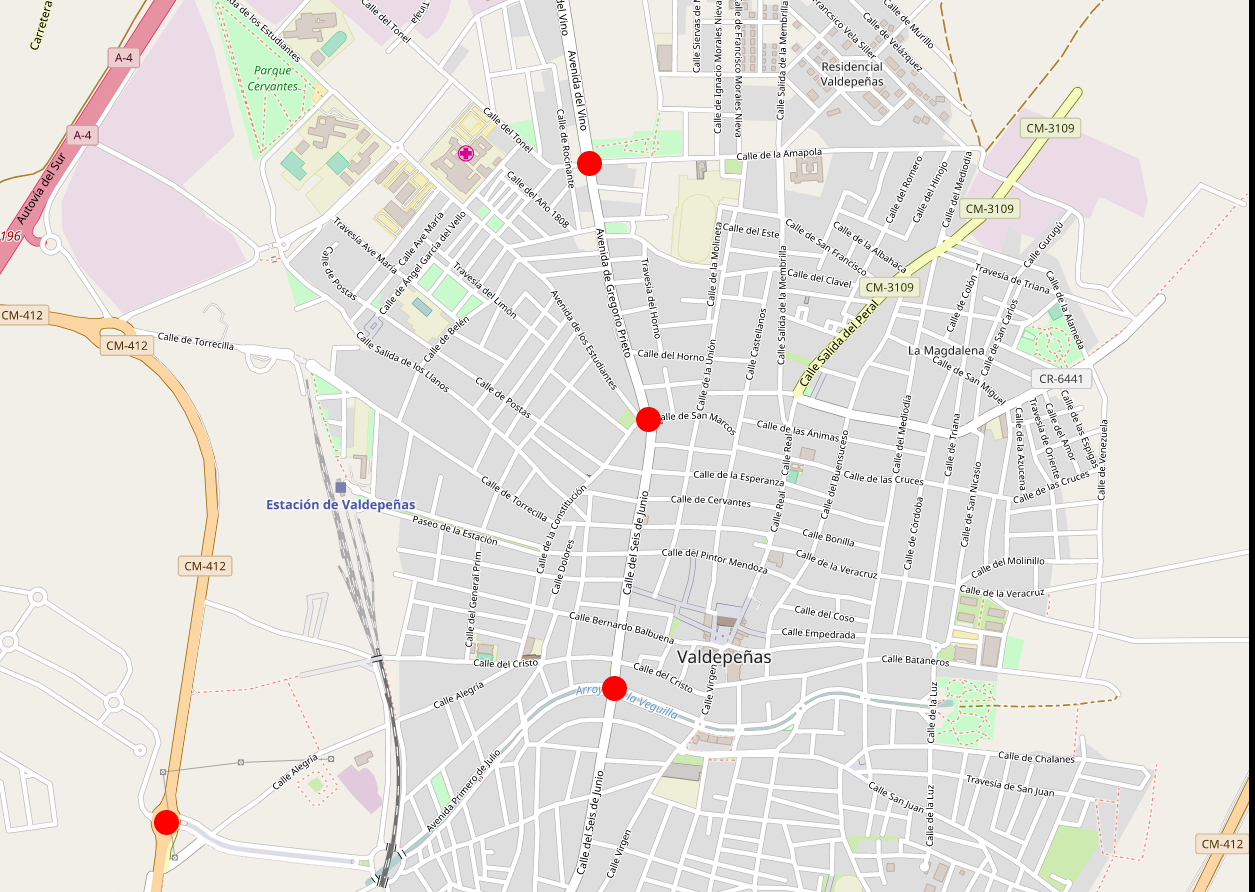 Carretera
A-4
A-4
Autovía del Sur
196
Parque
Cervantes
de los Estudiantes
Calle del Tonel
Calle del Tonel
del Vino
Avenida del Vino
Calle de Rocinante
Calle del Año 1808
Calle Siervas de
Calle de Ignacio Morales Nieva
Calle de Francisco Morales Nieva
Calle Salida de la Membrilla
Francisco Vela Siller
Calle de Velázquez
Calle de Murillo
Residencial
Valdepeñas
CM-3109
CM-3109
CM-3109
Calle de la Amapola
Calle del Romero
Calle del Hinojo
Calle del Mediodía
Calle Gurugú
Travesía Ave María
Calle Ave María
Calle de Ángel García del Vello
Calle de Postas
Travesía del Limón
Calle de Belén
Avenida de Gregorio Prieto
Avenida de los Estudiantes
Travesía del Horno
Calle del Horno
Calle de la Molineta
Calle del Este
Calle de San Francisco
Calle de la Albahaca
Calle del Clavel
Calle Salida de la Membrilla
Calle Castellanos
Calle de la Unión
Calle Salida del Peral
Travesía de Triana
Calle de Colón
Calle de San Carlos
Calle de la Alameda
La Magdalena
Calle de San Miguel
CR-6441
CM-412
CM-412
Calle de Torrecilla
Calle Salida de los Llanos
Calle de Postas
Calle de San Marcos
Calle de las Ánimas
Calle Real
Calle del Buensuceso
Calle del Mediodía
Calle de Triana
Calle de la Azucena
Travesía de Oriente
Calle del Amor
Calle de las Espigas
Calle de Venezuela
Calle de las Cruces
Calle de las Cruces
Calle de San Nicasio
Calle de Córdoba
Estación de Valdepeñas
Calle de Torrecilla
Paseo de la Estación
Calle de la Constitución
Calle Dolores
Calle del General Prim
Calle del Seis de Junio
Calle de la Esperanza
Calle de Cervantes
Calle Real
Calle Bonilla
Calle del Pintor Mendoza
Calle de la Veracruz
Calle del Molinillo
Calle de la Veracruz
CM-412
Calle Bernardo Balbuena
Calle del Coso
Calle Empedrada
Valdepeñas
Calle del Cristo
Calle del Cristo
Calle Bataneros
Calle Alegría
Calle Virgen
Calle de la Luz
Calle Alegría
Avenida Primero de Julio
Calle del Seis de Junio
Calle Virgen
Calle de Chalanes
Travesía de San Juan
Calle San Juan
Calle de la Luz
CM-412